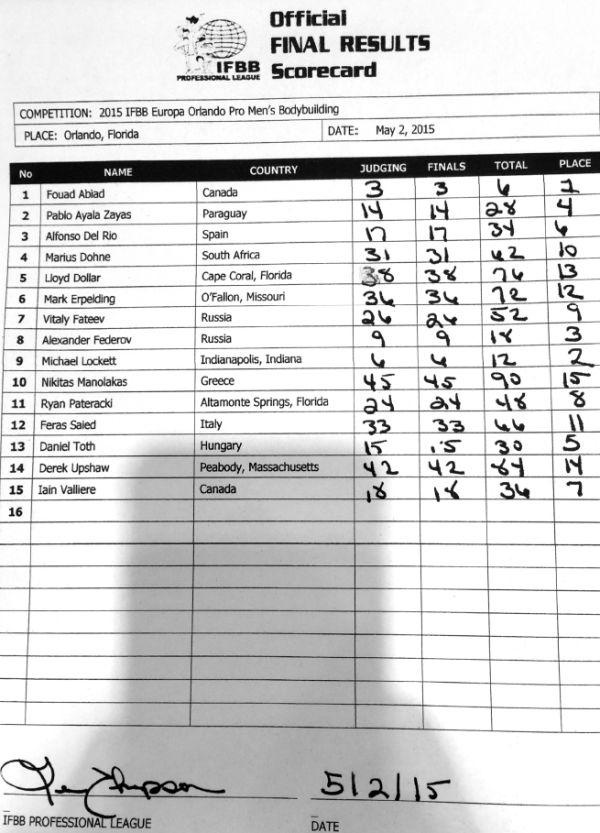 Official
FINAL RESULTS
IFBB
PROFESSIONAL LEAGUE
Scorecard
COMPETITION: 2015 IFBB Europa Orlando Pro Men's Bodybuilding
PLACE: Orlando, Florida DATE: May 2, 2015
No NAME COUNTRY JUDGING FINALS TOTAL PLACE
1 Fouad Abiad Canada 3 3 6 1
2 Pablo Ayala Zayas Paraguay 14 14 28 4
3 Alfonso Del Rio Spain 17 17 34 6
4 Marius Dohne South Africa 31 31 62 10
5 Lloyd Dollar Cape Coral, Florida 38 38 76 13
6 Mark Erpelding O'Fallon, Missouri 36 36 72 12
7 Vitaly Fateev Russia 26 26 52 9
8 Alexander Federov Russia 9 9 18 3
9 Michael Lockett Indianapolis, Indiana 6 6 12 2
10 Nikitas Manolakas Greece 45 45 90 15
11 Ryan Pateracki Altamonte Springs, Florida 24 24 48 8
12 Feras Saied Italy 33 33 66 11
13 Daniel Toth Hungary 15 15 30 5
14 Derek Upshaw Peabody, Massachusetts 42 42 84 14
15 Iain Valliere Canada 18 18 36 7
16
5/2/15
IFBB PROFESSIONAL LEAGUE DATE